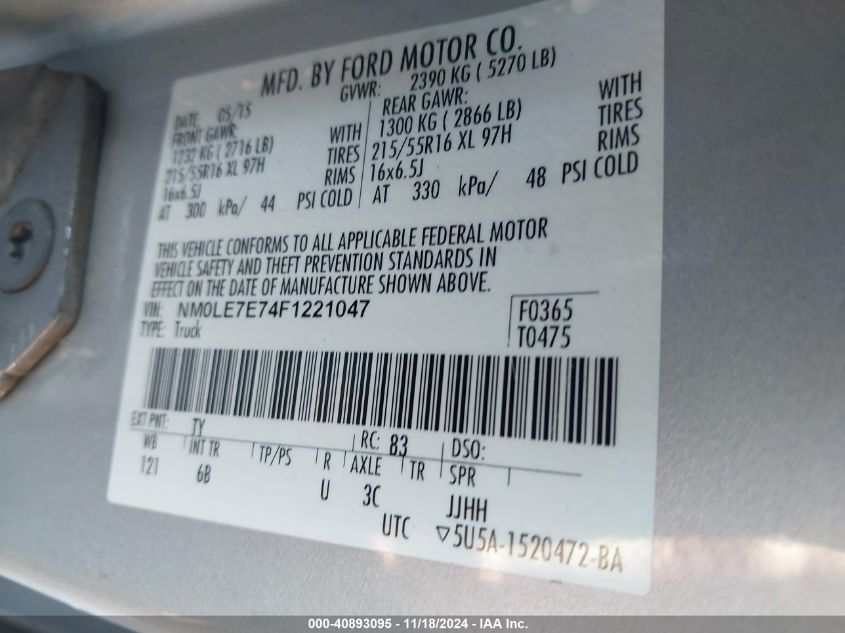 MFD. BY FORD MOTOR CO.
DATE: 05/15 GVWR: 2390 KG ( 5270 LB)
FRONT GAWR: REAR GAWR:
1232 KG ( 2716 LB) WITH 1300 KG ( 2866 LB) WITH
215/55R16 XL 97H TIRES 215/55R16 XL 97H TIRES
16x6.5J RIMS 16x6.5J RIMS
AT 300 kPa/ 44 PSI COLD AT 330 kPa/ 48 PSI COLD
THIS VEHICLE CONFORMS TO ALL APPLICABLE FEDERAL MOTOR
VEHICLE SAFETY AND THEFT PREVENTION STANDARDS IN
EFFECT ON THE DATE OF MANUFACTURE SHOWN ABOVE.
VIN: NM0LE7E74F1221047 F0365
TYPE: Truck T0475
EXT PNT: TY RC: 83 DSO:
WB INT TR TP/PS R AXLE TR SPR
121 6B U 3C JJHH
UTC ▽5U5A-1520472-BA
000-40893095 - 11/18/2024 - IAA Inc.